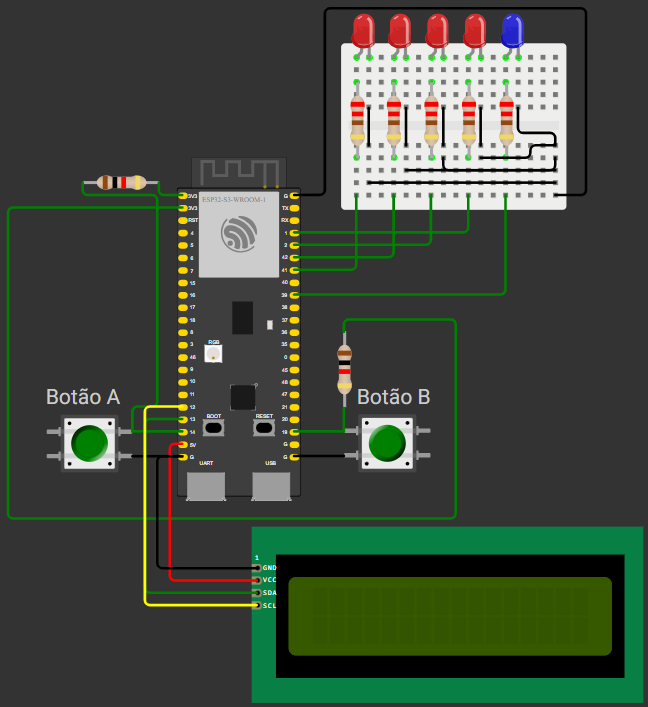 ESP32-S3-WROOM-1
3V3
3V3
RST
4
5
6
7
15
16
17
18
8
3
46
9
10
11
12
13
14
5V
G
G
TX
RX
1
2
42
41
40
39
38
37
36
35
0
45
48
47
21
20
19
G
G
RGB
BOOT
RESET
UART
USB
Botão A
Botão B
1
GND
VCC
SDA
SCL